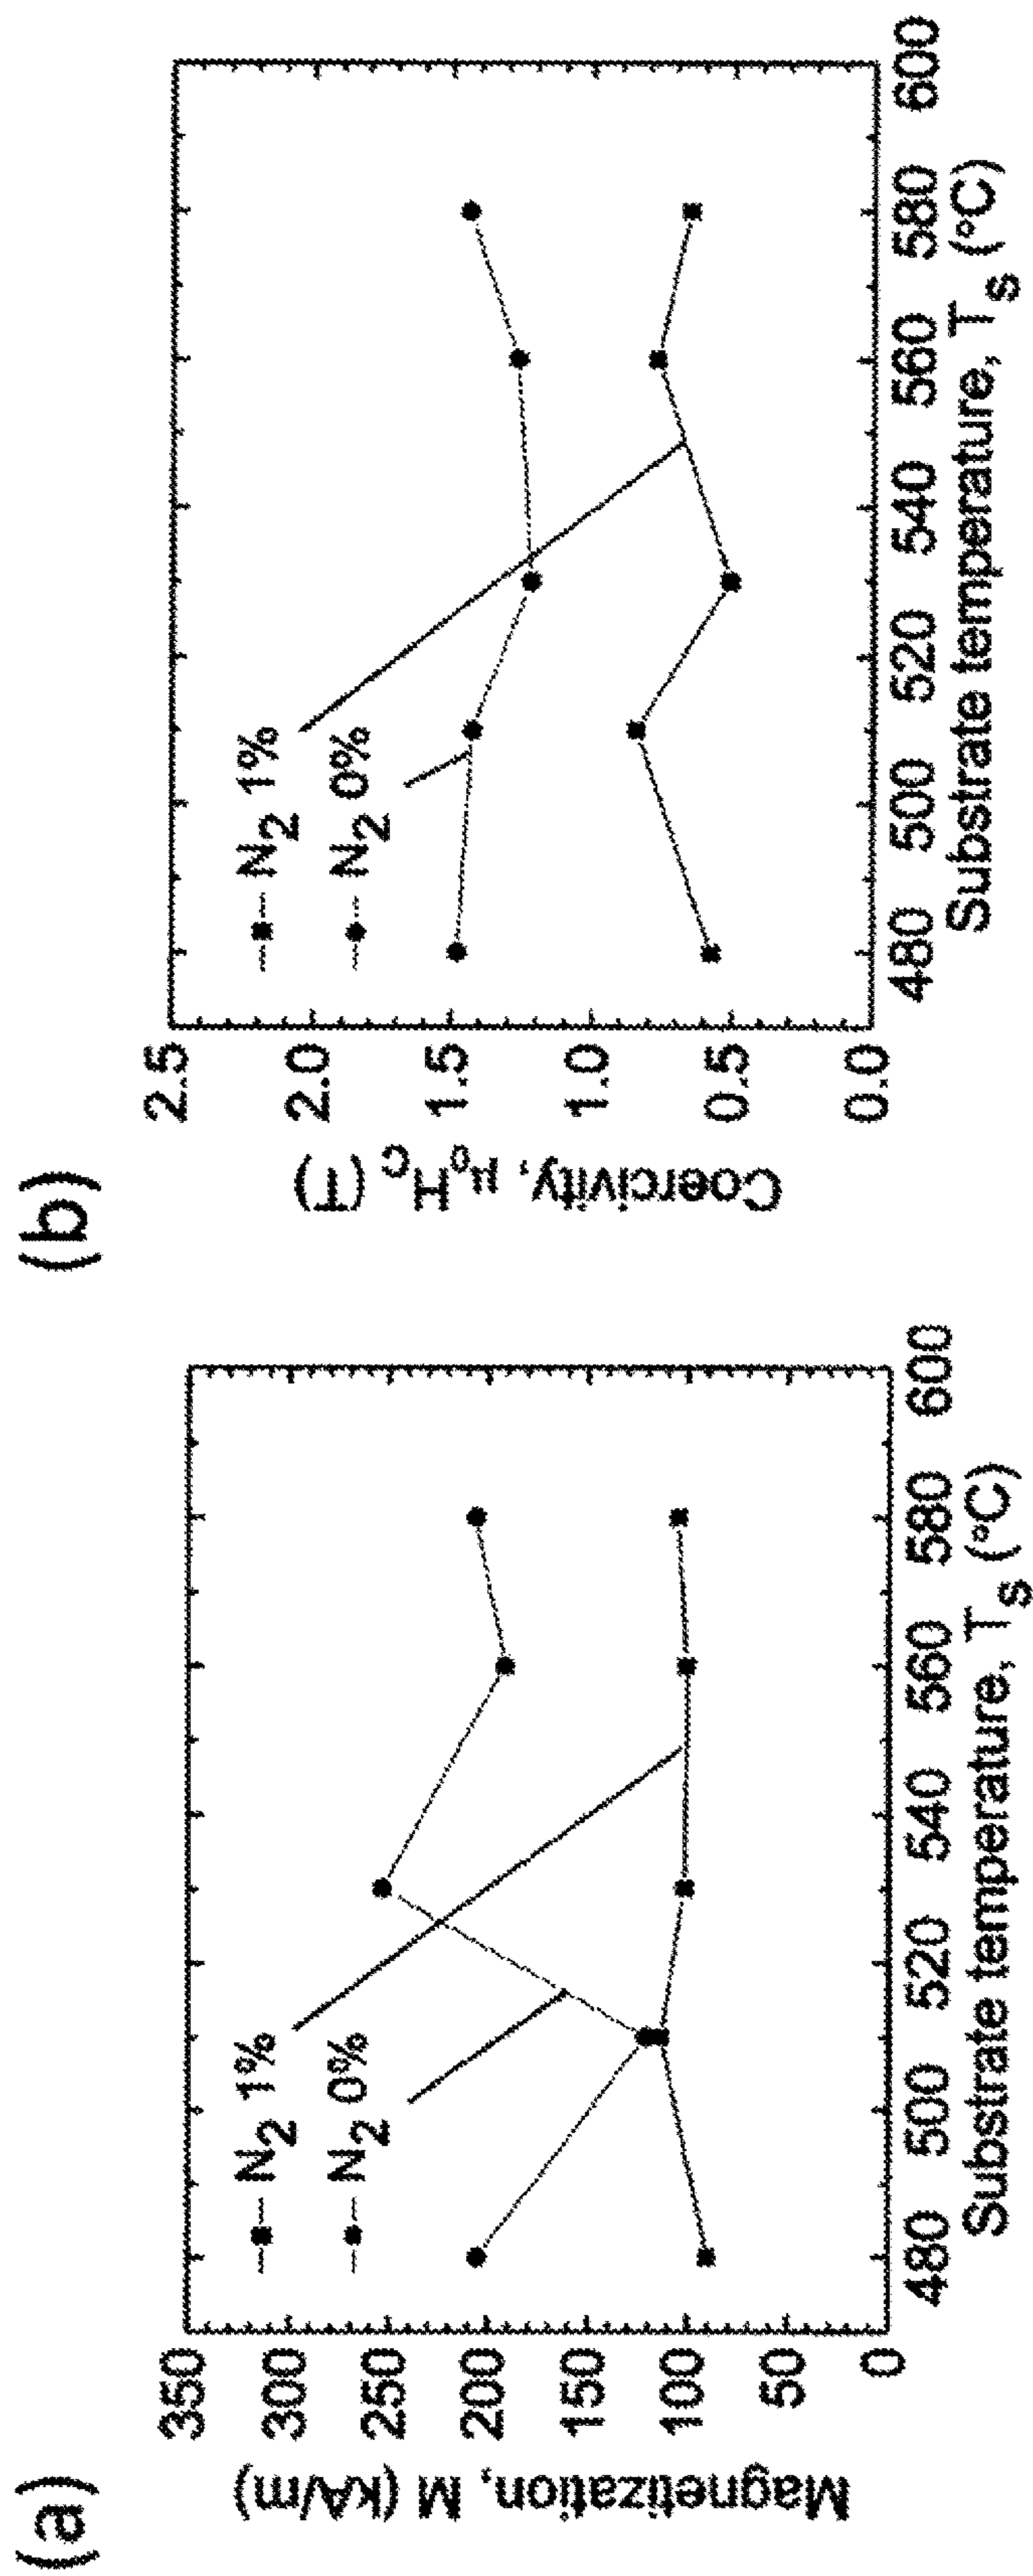 (a)
Magnetization, M (kA/m)
350
300
250
200
150
100
50
0
N2 1%
N2 0%
480 500 520 540 560 580 600
Substrate temperature, Ts (°C)
(b)
Coercivity, μ0Hc (T)
2.5
2.0
1.5
1.0
0.5
0.0
N2 1%
N2 0%
480 500 520 540 560 580 600
Substrate temperature, Ts (°C)